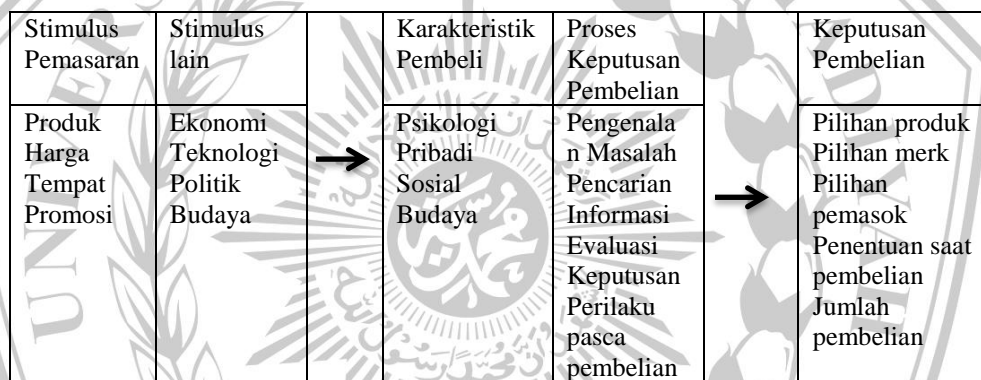 Stimulus
Pemasaran
Stimulus
lain
Karakteristik
Pembeli
Proses
Keputusan
Pembelian
Keputusan
Pembelian
Produk
Harga
Tempat
Promosi
Ekonomi
Teknologi
Politik
Budaya
Psikologi
Pribadi
Sosial
Budaya
Pengenala
n Masalah
Pencarian
Informasi
Evaluasi
Keputusan
Perilaku
pasca
pembelian
Pilihan produk
Pilihan merk
Pilihan
pemasok
Penentuan saat
pembelian
Jumlah
pembelian